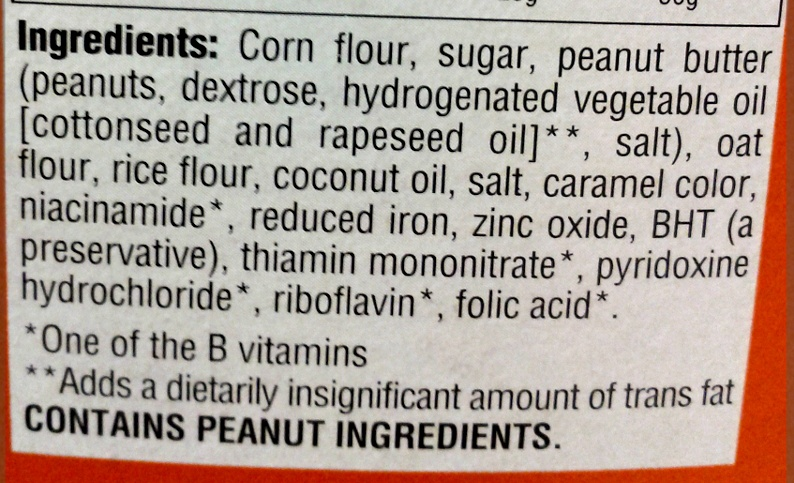 Ingredients: Corn flour, sugar, peanut butter
(peanuts, dextrose, hydrogenated vegetable oil
[cottonseed and rapeseed oil]**, salt), oat
flour, rice flour, coconut oil, salt, caramel color,
niacinamide*, reduced iron, zinc oxide, BHT (a
preservative), thiamin mononitrate*, pyridoxine
hydrochloride*, riboflavin*, folic acid*.
*One of the B vitamins
**Adds a dietarily insignificant amount of trans fat
CONTAINS PEANUT INGREDIENTS.